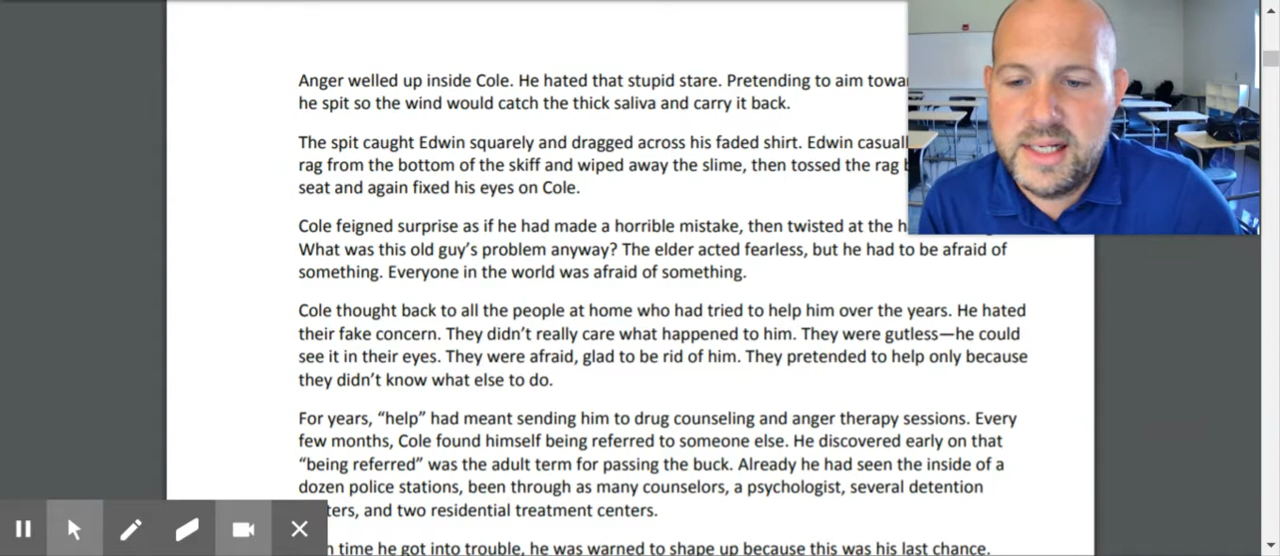 Anger welled up inside Cole. He hated that stupid stare. Pretending to aim
he spit so the wind would catch the thick saliva and carry it back.
The spit caught Edwin squarely and dragged across his faded shirt. Edwin
rag from the bottom of the skiff and wiped away the slime, then tossed the rag
seat and again fixed his eyes on Cole.
Cole feigned surprise as if he had made a horrible mistake, then twisted at the
What was this old guy's problem anyway? The elder acted fearless, but he had to be afraid of
something. Everyone in the world was afraid of something.
Cole thought back to all the people at home who had tried to help him over the years. He hated
their fake concern. They didn't really care what happened to him. They were gutless—he could
see it in their eyes. They were afraid, glad to be rid of him. They pretended to help only because
they didn't know what else to do.
For years, “help” had meant sending him to drug counseling and anger therapy sessions. Every
few months, Cole found himself being referred to someone else. He discovered early on that
“being referred” was the adult term for passing the buck. Already he had seen the inside of a
dozen police stations, been through as many counselors, a psychologist, several detention
and two residential treatment centers.
time he got into trouble, he was warned to shape up because this was his last chance.